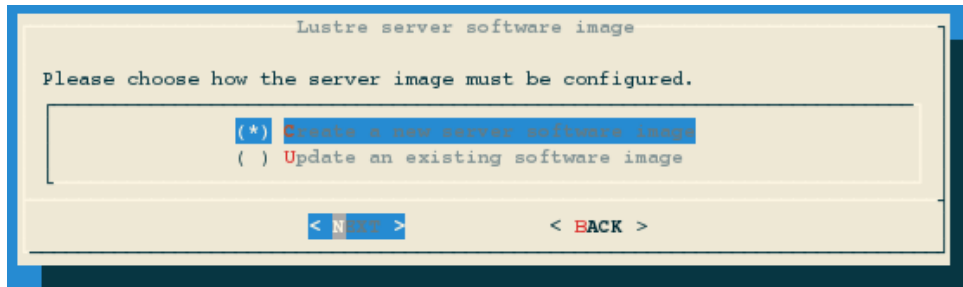 Lustre server software image
Please choose how the server image must be configured.
(*) Create a new server software image
( ) Update an existing software image
< NEXT > < BACK >